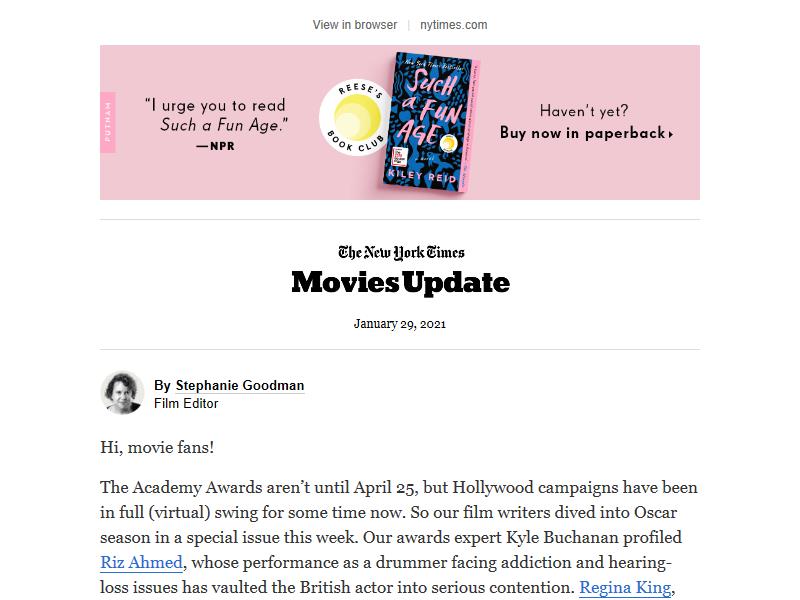 View in browser | nytimes.com
PUTNAM
“I urge you to read
Such a Fun Age.”
—NPR
REESE'S
BOOK CLUB
Such
a FUN
AGE
a novel
KILEY REID
Haven't yet?
Buy now in paperback
The New York Times
Movies Update
January 29, 2021
By Stephanie Goodman
Film Editor
Hi, movie fans!
The Academy Awards aren’t until April 25, but Hollywood campaigns have been
in full (virtual) swing for some time now. So our film writers dived into Oscar
season in a special issue this week. Our awards expert Kyle Buchanan profiled
Riz Ahmed, whose performance as a drummer facing addiction and hearing-
loss issues has vaulted the British actor into serious contention. Regina King,